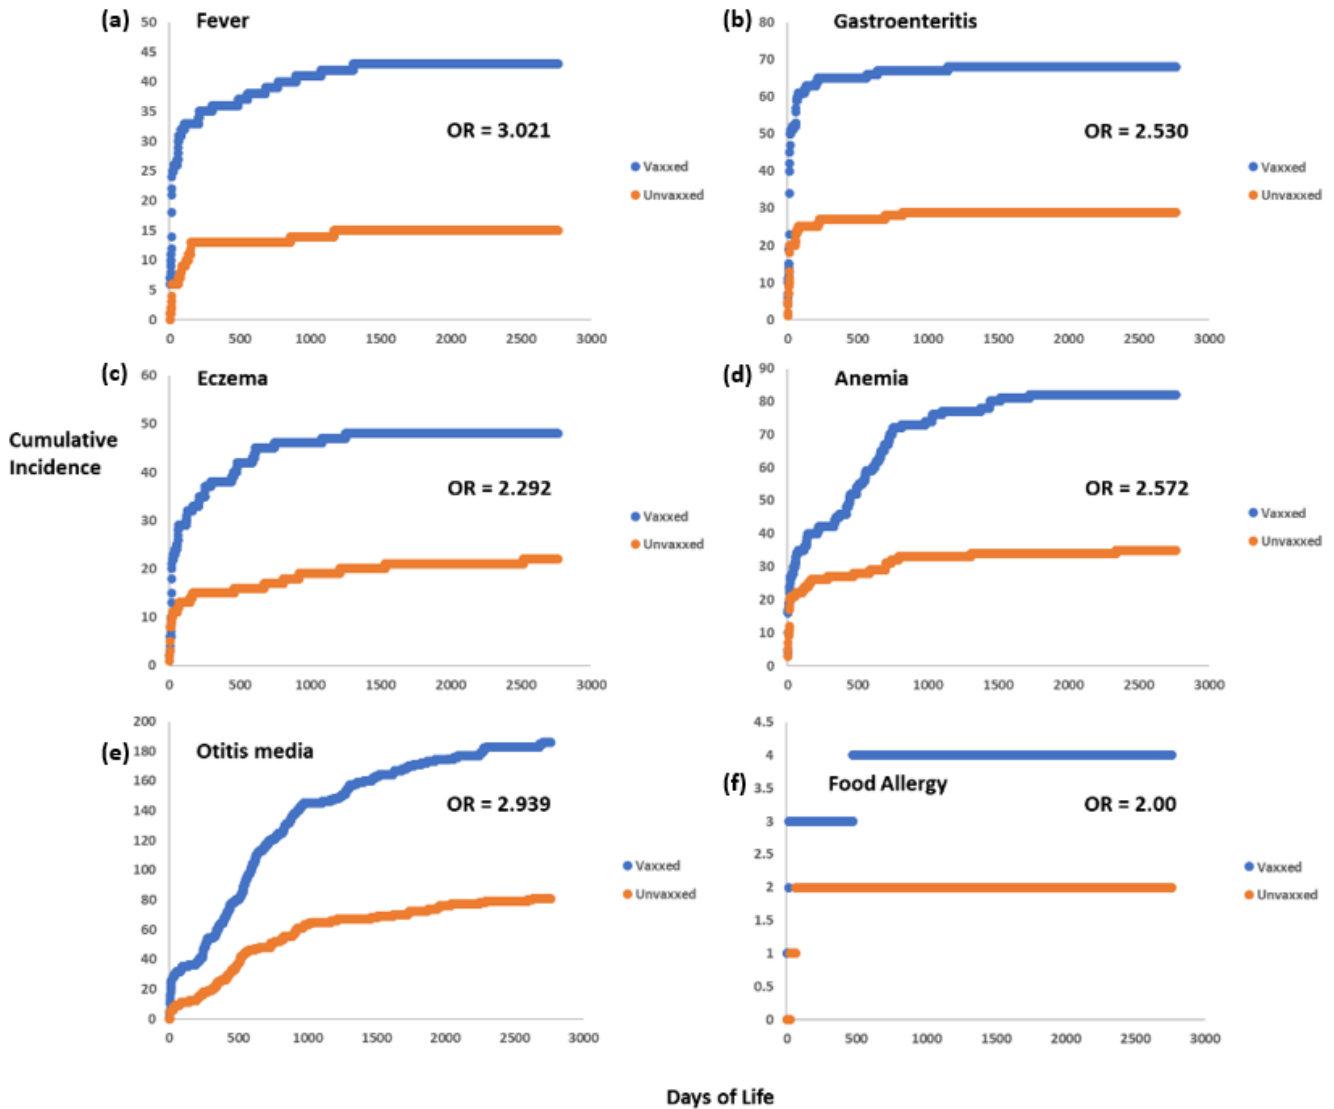 (a) Fever
50
45
40
35
30
25
20
15
10
5
0
0 500 1000 1500 2000 2500 3000
OR = 3.021
Vaxxed
Unvaxxed
(b) Gastroenteritis
80
70
60
50
40
30
20
10
0
0 500 1000 1500 2000 2500 3000
OR = 2.530
Vaxxed
Unvaxxed
(c) Eczema
60
50
40
30
20
10
0
0 500 1000 1500 2000 2500 3000
OR = 2.292
Vaxxed
Unvaxxed
(d) Anemia
90
80
70
60
50
40
30
20
10
0
0 500 1000 1500 2000 2500 3000
OR = 2.572
Vaxxed
Unvaxxed
Cumulative
Incidence
(e) Otitis media
200
180
160
140
120
100
80
60
40
20
0
0 500 1000 1500 2000 2500 3000
OR = 2.939
Vaxxed
Unvaxxed
(f) Food Allergy
4.5
4
3.5
3
2.5
2
1.5
1
0.5
0
0 500 1000 1500 2000 2500 3000
OR = 2.00
Vaxxed
Unvaxxed
Days of Life